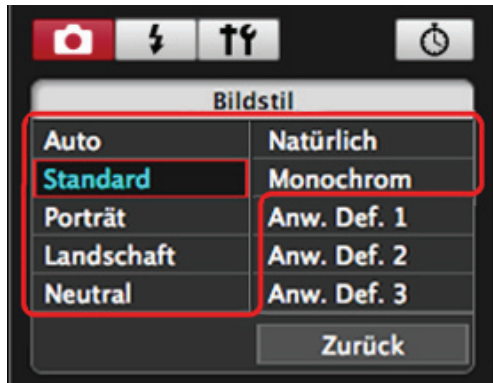 Bildstil
Auto
Natürlich
Standard
Monochrom
Porträt
Anw. Def. 1
Landschaft
Anw. Def. 2
Neutral
Anw. Def. 3
Zurück